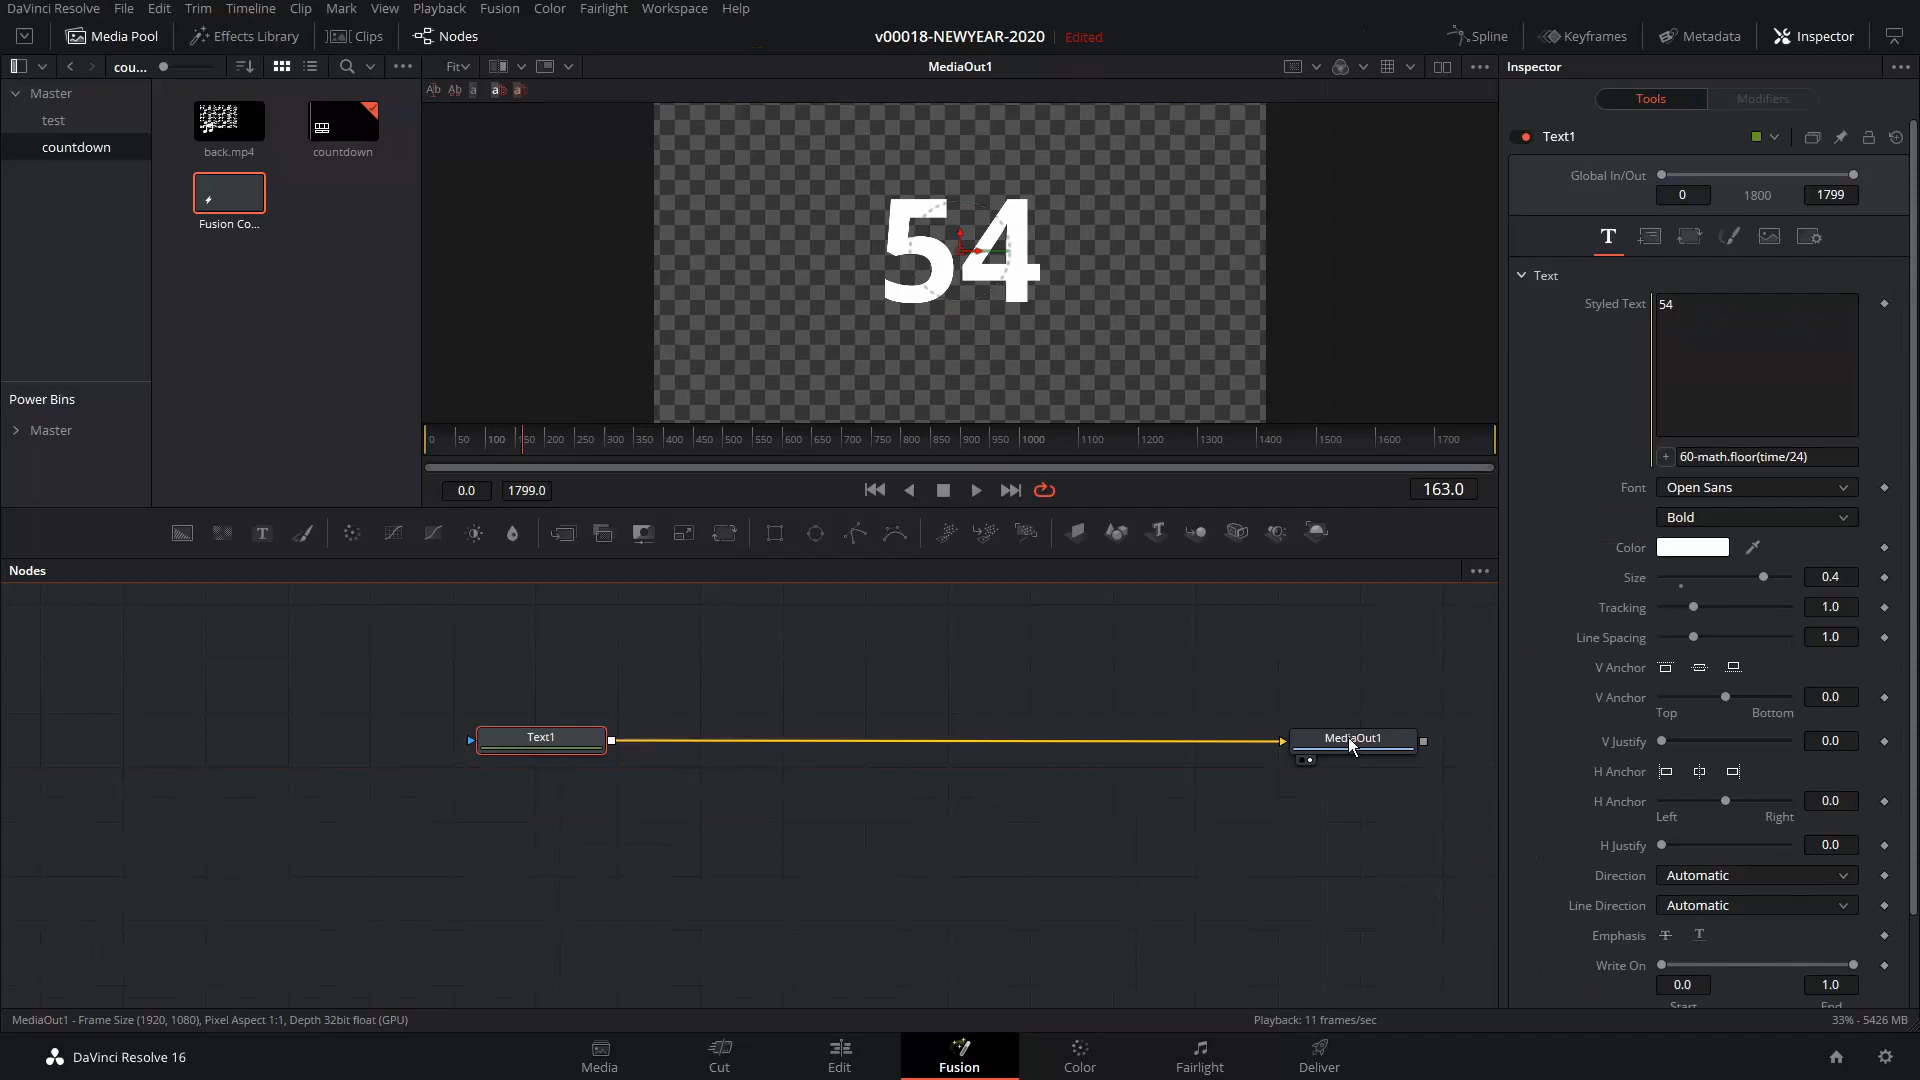 DaVinci Resolve File Edit Trim Timeline Clip Mark View Playback Fusion Color Fairlight Workspace Help
Media Pool Effects Library Clips Nodes v00018-NEWYEAR-2020 Edited Spline Keyframes Metadata Inspector
cou... Fit MediaOut1 Inspector
Master
test
countdown
back.mp4 countdown
Fusion Co...
Power Bins
Master
54
0 50 100 150 200 250 300 350 400 450 500 550 600 650 700 750 800 850 900 950 1000 1100 1200 1300 1400 1500 1600 1700
0.0 1799.0 163.0
Nodes
Text1 MediaOut1
Tools Modifiers
Text1
Global In/Out
0 1800 1799
Text
Styled Text 54
60-math.floor(time/24)
Font Open Sans
Bold
Color
Size 0.4
Tracking 1.0
Line Spacing 1.0
V Anchor
V Anchor 0.0
Top Bottom
V Justify 0.0
H Anchor
H Anchor 0.0
Left Right
H Justify 0.0
Direction Automatic
Line Direction Automatic
Emphasis
Write On
0.0 1.0
Start End
MediaOut1 - Frame Size (1920, 1080), Pixel Aspect 1:1, Depth 32bit float (GPU) Playback: 11 frames/sec 33% - 5426 MB
DaVinci Resolve 16 Media Cut Edit Fusion Color Fairlight Deliver